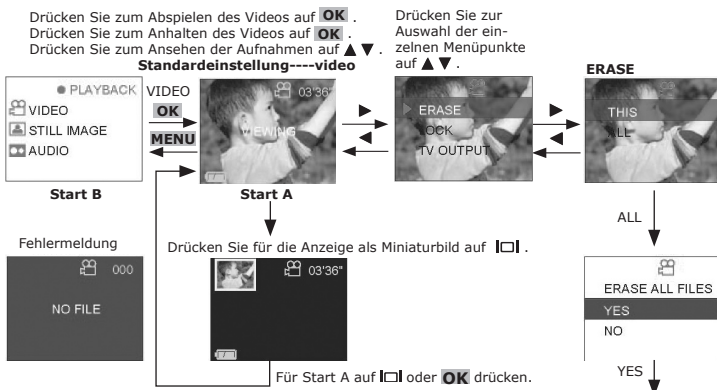 Drücken Sie zum Abspielen des Videos auf OK .
Drücken Sie zum Anhalten des Videos auf OK .
Drücken Sie zum Ansehen der Aufnahmen auf ▲ ▼ .
Standardeinstellung----video
Drücken Sie zur
Auswahl der ein-
zelnen Menüpunkte
auf ▲ ▼ .
ERASE
PLAYBACK
VIDEO
STILL IMAGE
AUDIO
Start B
VIDEO
OK
MENU
03'36"
VIEWING
Start A
ERASE
LOCK
TV OUTPUT
THIS
ALL
ALL
Fehlermeldung
000
NO FILE
Drücken Sie für die Anzeige als Miniaturbild auf .
03'36"
Für Start A auf oder OK drücken.
ERASE ALL FILES
YES
NO
YES